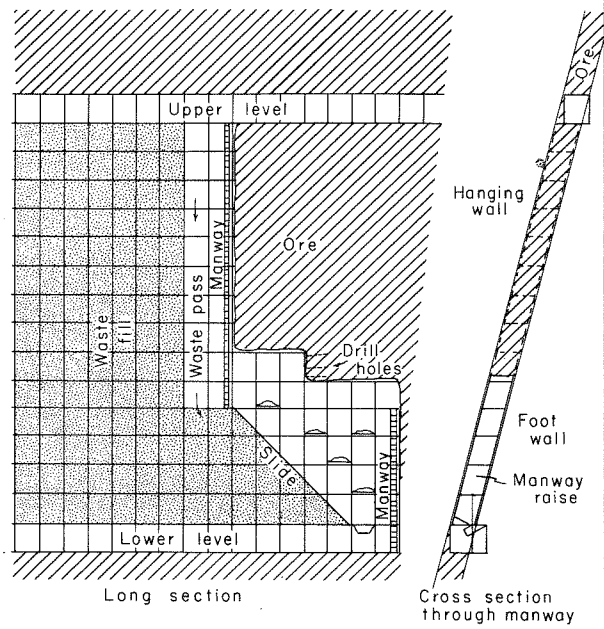 Upper level
Ore
Hanging
wall
Manway
Waste pass
Ore
Waste
fill
Drill
holes
Foot
wall
Slide
Manway
Manway
raise
Lower level
Long section
Cross section
through manway